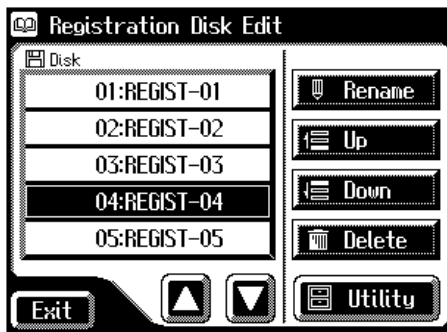 Registration Disk Edit
Disk
01:REGIST-01
02:REGIST-02
03:REGIST-03
04:REGIST-04
05:REGIST-05
Rename
Up
Down
Delete
Exit
Utility